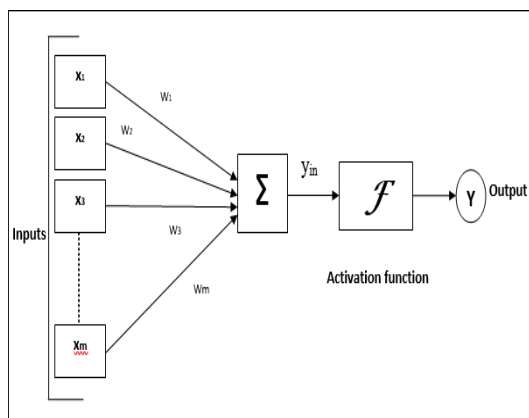 X1
W1
X2
W2
X3
W3
Inputs
Xm
Wm
Σ
yin
ℱ
Activation function
Y
Output